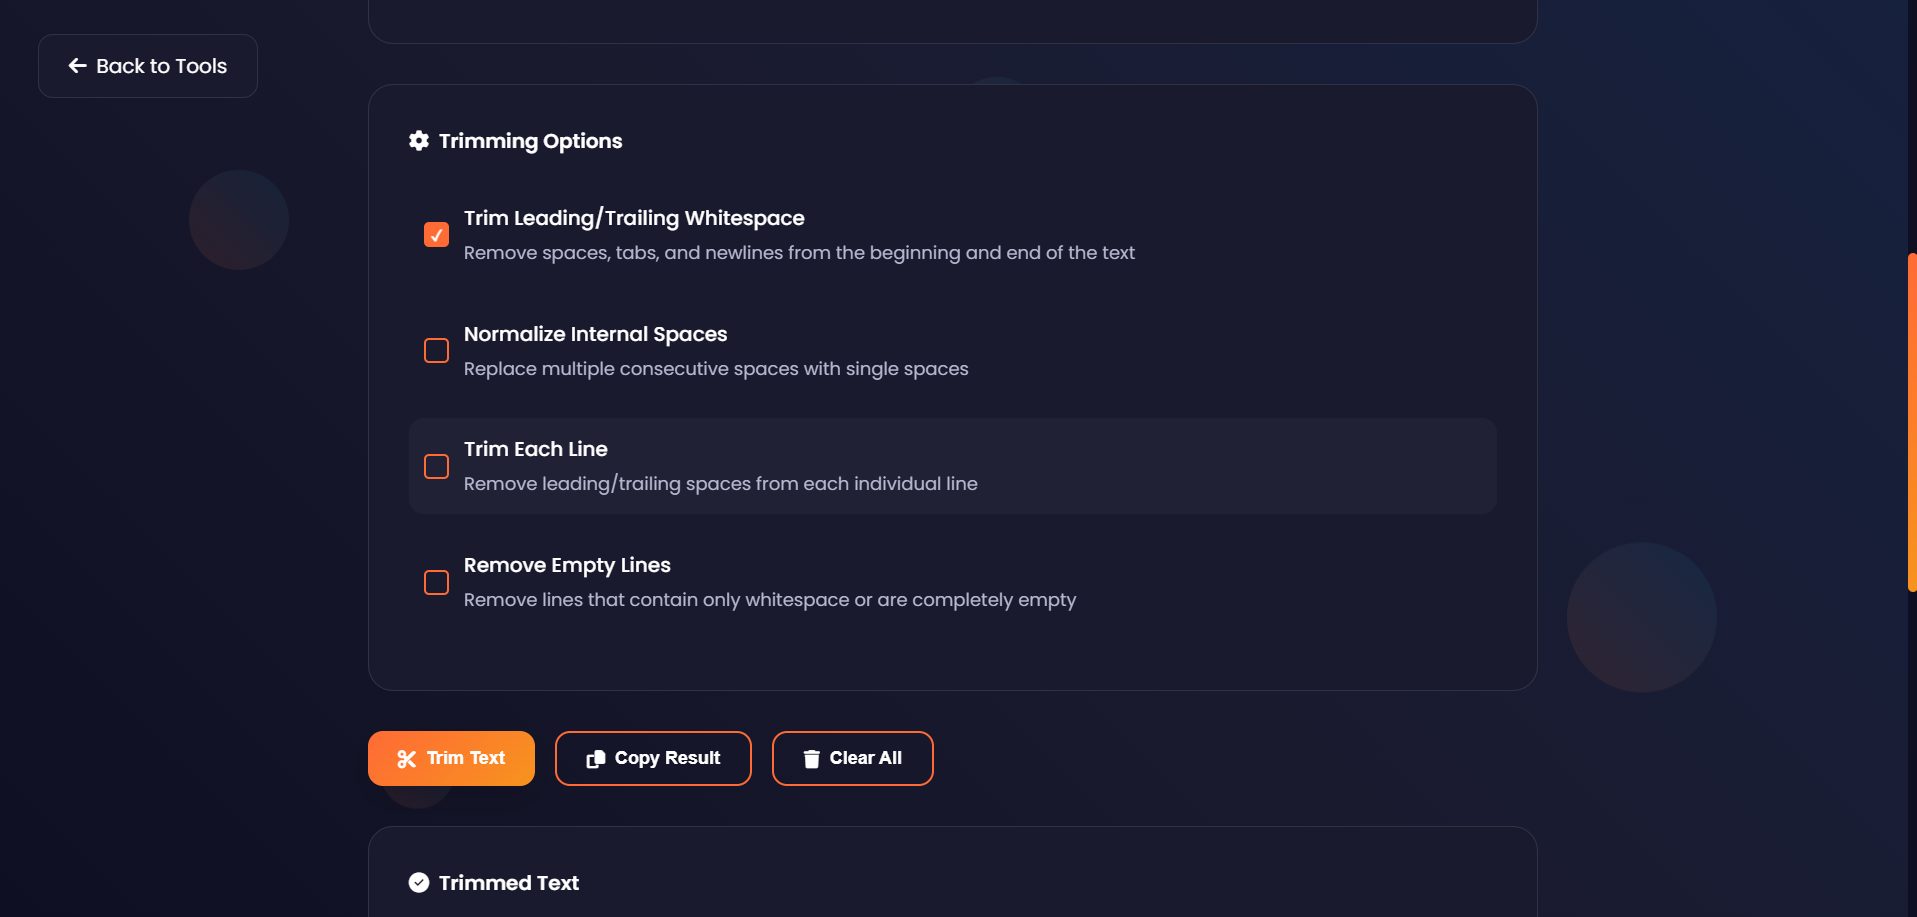 Back to Tools
Trimming Options
Trim Leading/Trailing Whitespace
Remove spaces, tabs, and newlines from the beginning and end of the text
Normalize Internal Spaces
Replace multiple consecutive spaces with single spaces
Trim Each Line
Remove leading/trailing spaces from each individual line
Remove Empty Lines
Remove lines that contain only whitespace or are completely empty
Trim Text
Copy Result
Clear All
Trimmed Text